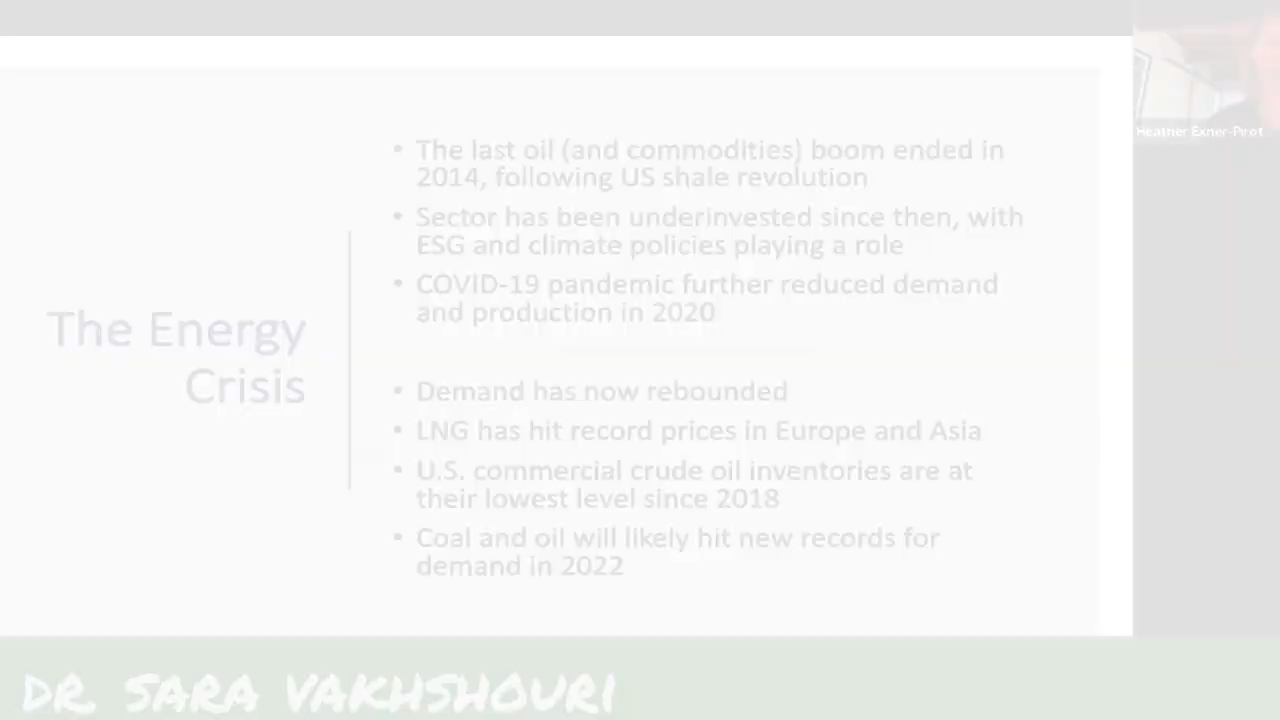 Heather Exner-Pirot
The Energy
Crisis
• The last oil (and commodities) boom ended in
2014, following US shale revolution
• Sector has been underinvested since then, with
ESG and climate policies playing a role
• COVID-19 pandemic further reduced demand
and production in 2020
• Demand has now rebounded
• LNG has hit record prices in Europe and Asia
• U.S. commercial crude oil inventories are at
their lowest level since 2018
• Coal and oil will likely hit new records for
demand in 2022
DR. SARA VAKHSHOURI